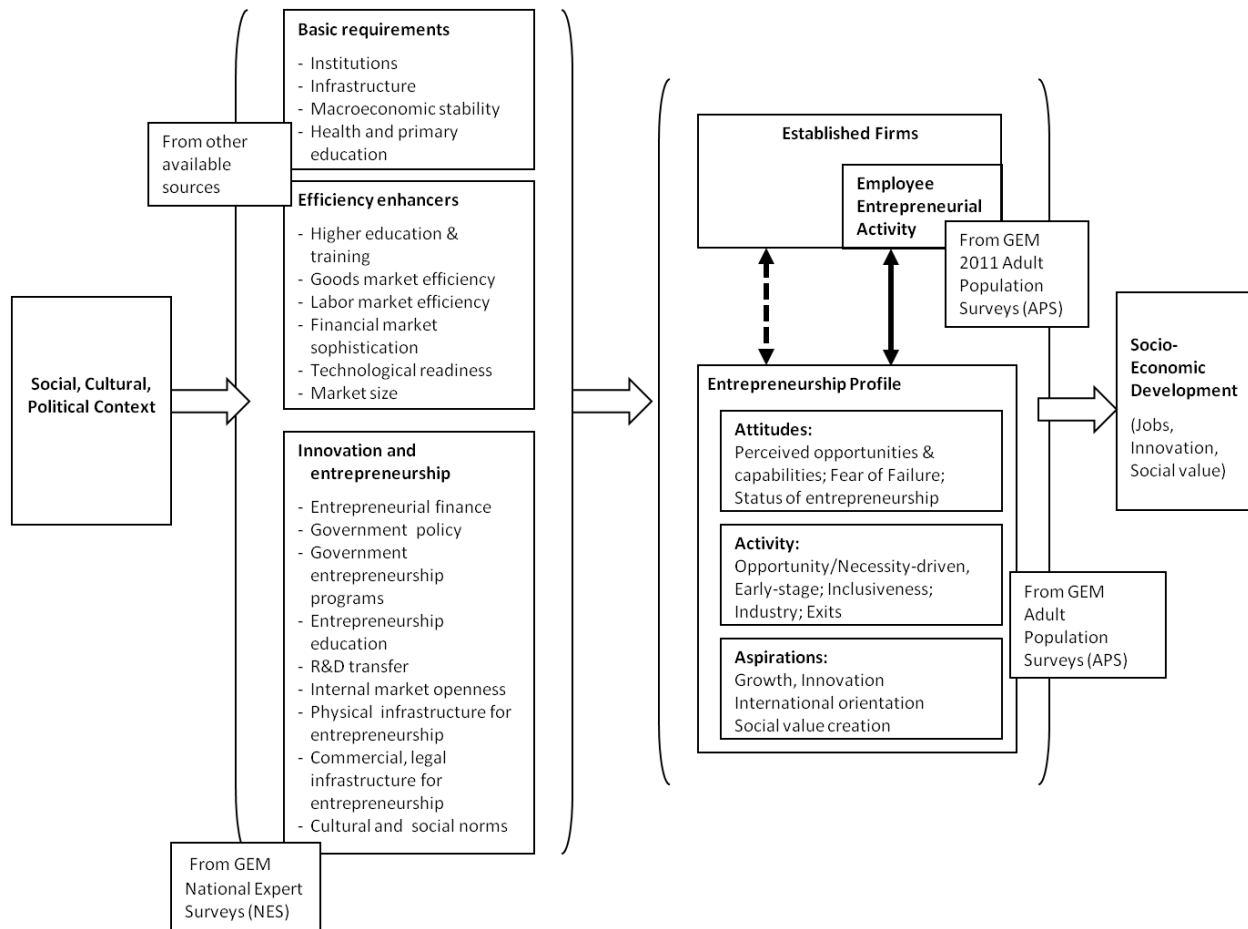 Social, Cultural,
Political Context
From other
available
sources
Basic requirements
- Institutions
- Infrastructure
- Macroeconomic stability
- Health and primary
education
Efficiency enhancers
- Higher education &
training
- Goods market efficiency
- Labor market efficiency
- Financial market
sophistication
- Technological readiness
- Market size
Innovation and
entrepreneurship
- Entrepreneurial finance
- Government policy
- Government
entrepreneurship
programs
- Entrepreneurship
education
- R&D transfer
- Internal market openness
- Physical infrastructure for
entrepreneurship
- Commercial, legal
infrastructure for
entrepreneurship
- Cultural and social norms
From GEM
National Expert
Surveys (NES)
Established Firms
Employee
Entrepreneurial
Activity
From GEM
2011 Adult
Population
Surveys (APS)
Entrepreneurship Profile
Attitudes:
Perceived opportunities &
capabilities; Fear of Failure;
Status of entrepreneurship
Activity:
Opportunity/Necessity-driven,
Early-stage; Inclusiveness;
Industry; Exits
Aspirations:
Growth, Innovation
International orientation
Social value creation
From GEM
Adult
Population
Surveys (APS)
Socio-
Economic
Development
(Jobs,
Innovation,
Social value)